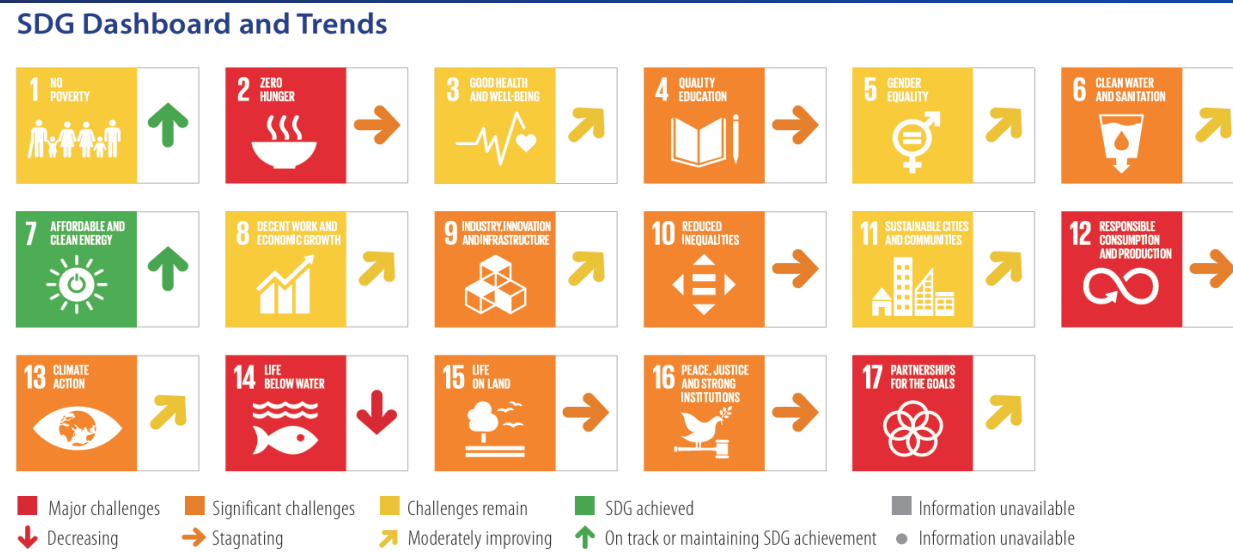 SDG Dashboard and Trends
1 NO
POVERTY
2 ZERO
HUNGER
3 GOOD HEALTH
AND WELL-BEING
4 QUALITY
EDUCATION
5 GENDER
EQUALITY
6 CLEAN WATER
AND SANITATION
7 AFFORDABLE AND
CLEAN ENERGY
8 DECENT WORK AND
ECONOMIC GROWTH
9 INDUSTRY, INNOVATION
AND INFRASTRUCTURE
10 REDUCED
INEQUALITIES
11 SUSTAINABLE CITIES
AND COMMUNITIES
12 RESPONSIBLE
CONSUMPTION
AND PRODUCTION
13 CLIMATE
ACTION
14 LIFE
BELOW WATER
15 LIFE
ON LAND
16 PEACE, JUSTICE
AND STRONG
INSTITUTIONS
17 PARTNERSHIPS
FOR THE GOALS
Major challenges Significant challenges Challenges remain SDG achieved Information unavailable
Decreasing Stagnating Moderately improving On track or maintaining SDG achievement Information unavailable